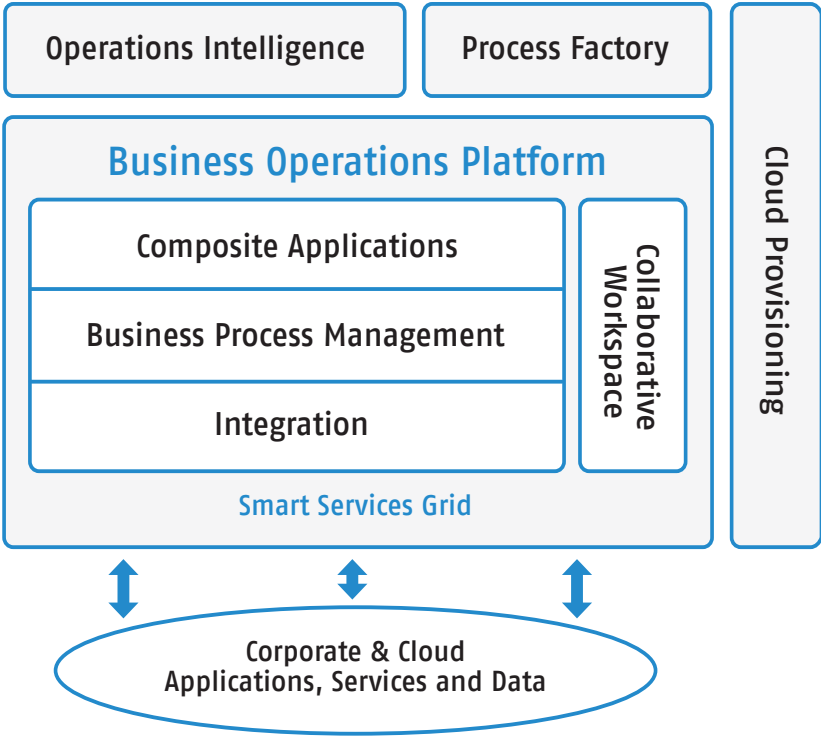 Operations Intelligence
Process Factory
Business Operations Platform
Composite Applications
Business Process Management
Integration
Collaborative
Workspace
Smart Services Grid
Cloud Provisioning
Corporate & Cloud
Applications, Services and Data